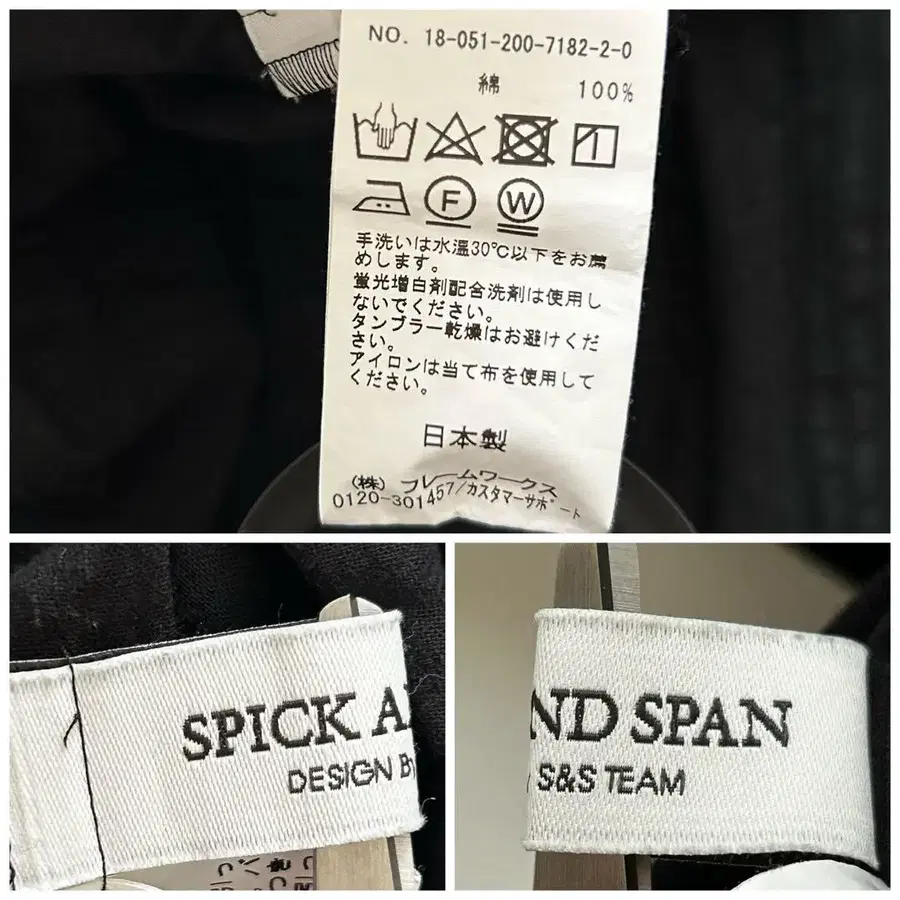 NO. 18-051-200-7182-2-0
綿 100%
F W
手洗いは水温30℃以下をお薦
めします。
蛍光増白剤配合洗剤は使用し
ないでください。
タンブラー乾燥はお避けくだ
さい。
アイロンは当て布を使用して
ください。
日本製
(株) フレームワークス
0120-301457/カスタマーサポート
SPICK A
DESIGN B
ND SPAN
S&S TEAM